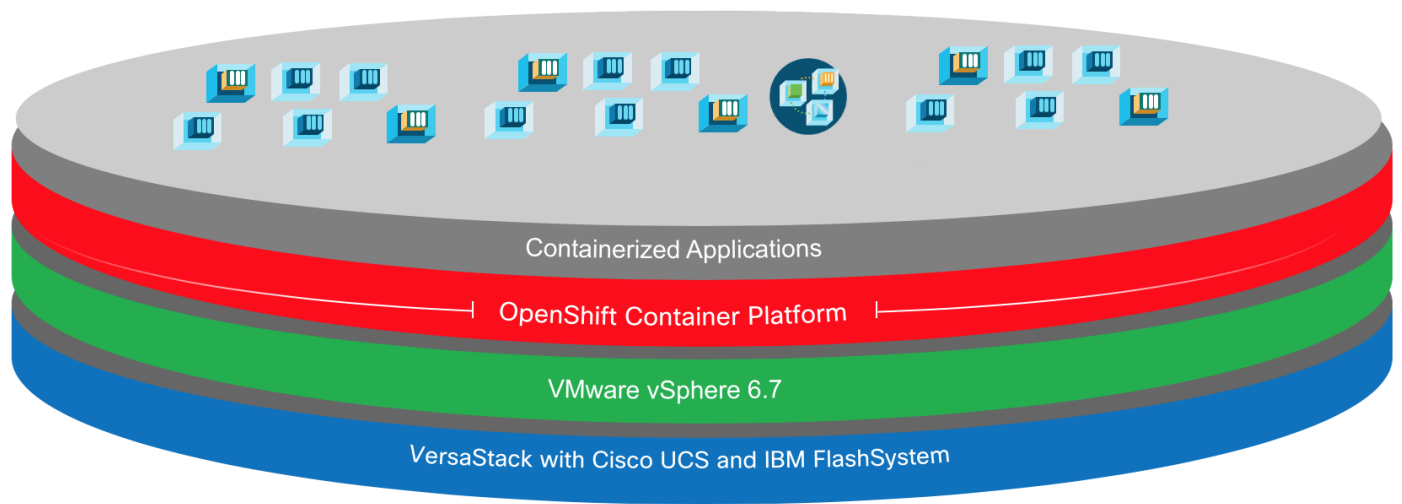 Containerized Applications
OpenShift Container Platform
VMware vSphere 6.7
VersaStack with Cisco UCS and IBM FlashSystem